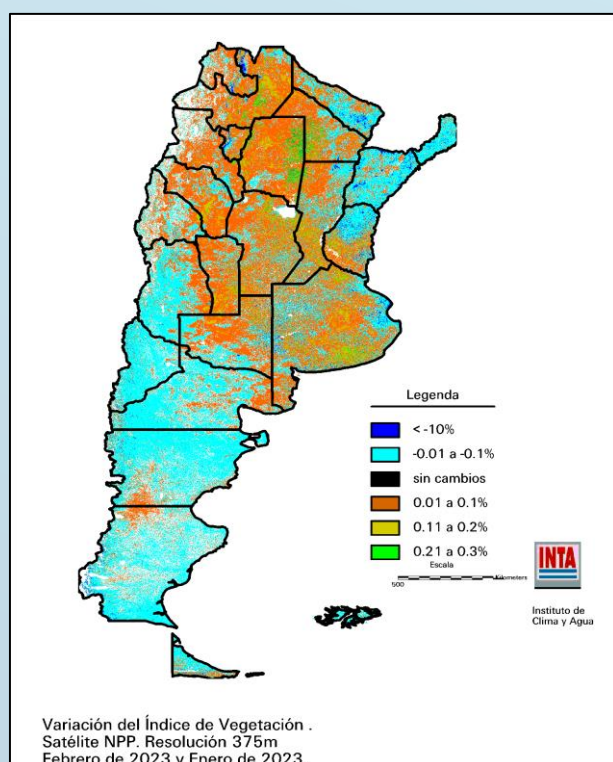 Legenda
< -10%
-0.01 a -0.1%
sin cambios
0.01 a 0.1%
0.11 a 0.2%
0.21 a 0.3%
Escala
500
Kilometers
INTA
Instituto de
Clima y Agua
Variación del Índice de Vegetación .
Satélite NPP. Resolución 375m
Febrero de 2023 y Enero de 2023